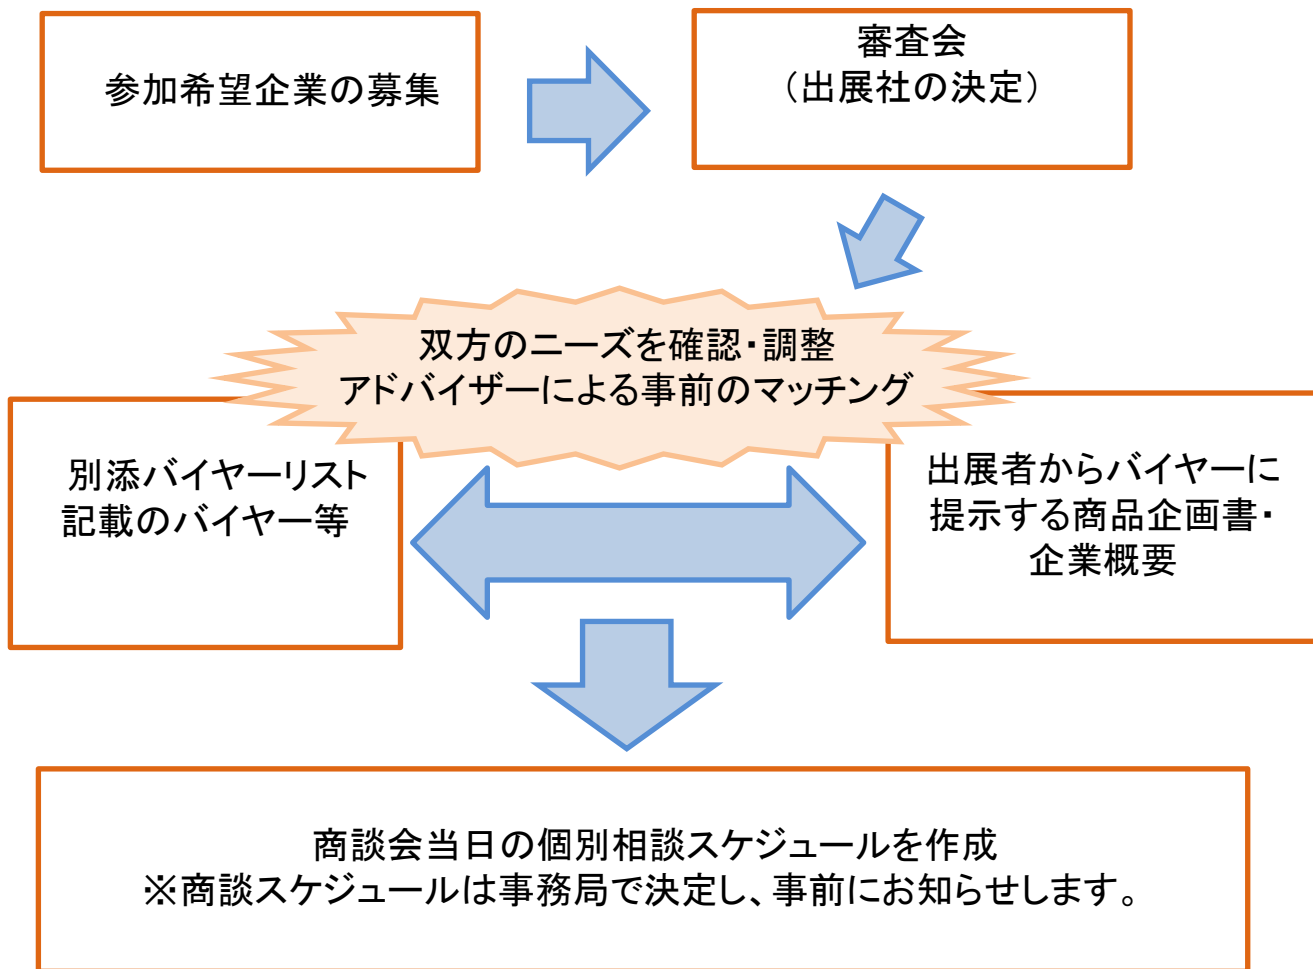 参加希望企業の募集
審査会
（出展社の決定）
双方のニーズを確認・調整
アドバイザーによる事前のマッチング
別添バイヤーリスト
記載のバイヤー等
出展者からバイヤーに
提示する商品企画書・
企業概要
商談会当日の個別相談スケジュールを作成
※商談スケジュールは事務局で決定し、事前にお知らせします。